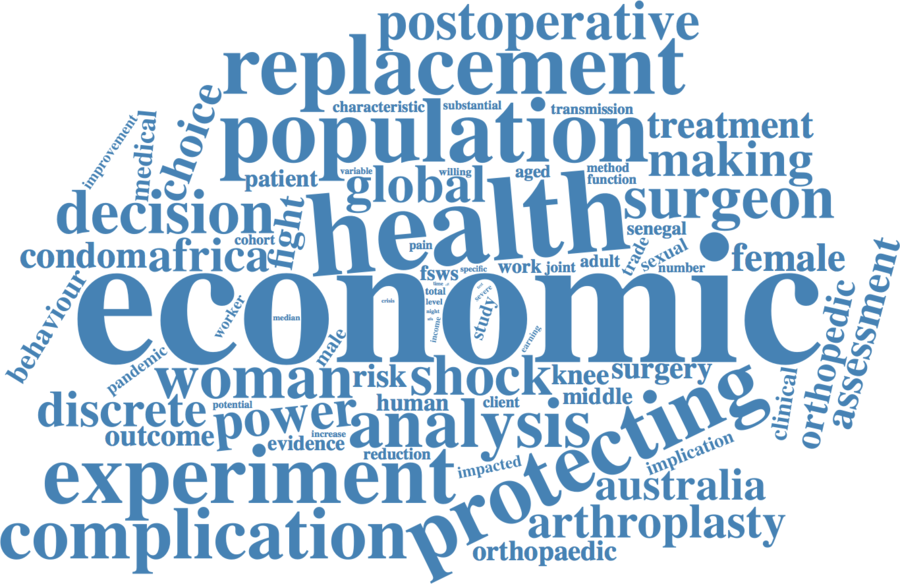 postoperative
replacement
characteristic
substantial
transmission
choice
population
treatment
improvement
medical
making
patient
variable
global
willing
aged
method
function
health
surgeon
decision
fight
senegal
cohort
pain
trade
sexual
condom
africa
female
fsws
specific
work
joint
adult
number
economic
time
total
level
crisis
median
worker
night
income
severe
study
earning
behaviour
male
pandemic
assessment
orthopedic
woman
risk
shock
knee
surgery
clinical
discrete
potential
power
human
client
middle
outcome
evidence
increase
analysis
protecting
reduction
impacted
implication
experiment
australia
complication
arthroplasty
orthopaedic